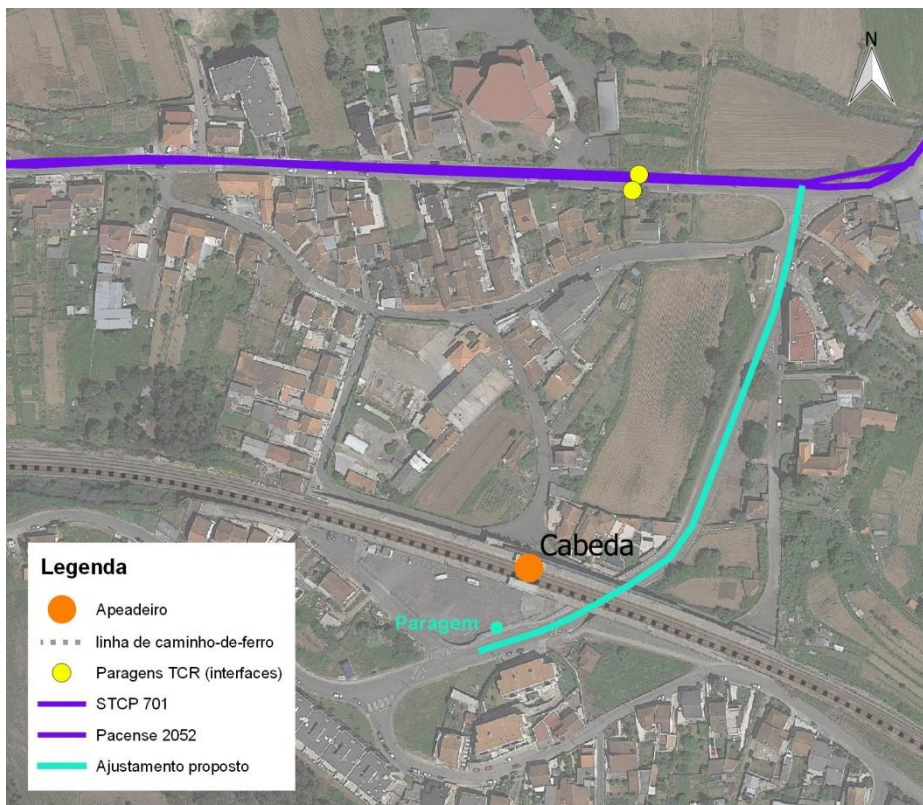 N
Cabeda
Paragem
Legenda
Apeadeiro
linha de caminho-de-ferro
Paragens TCR (interfaces)
STCP 701
Pacense 2052
Ajustamento proposto